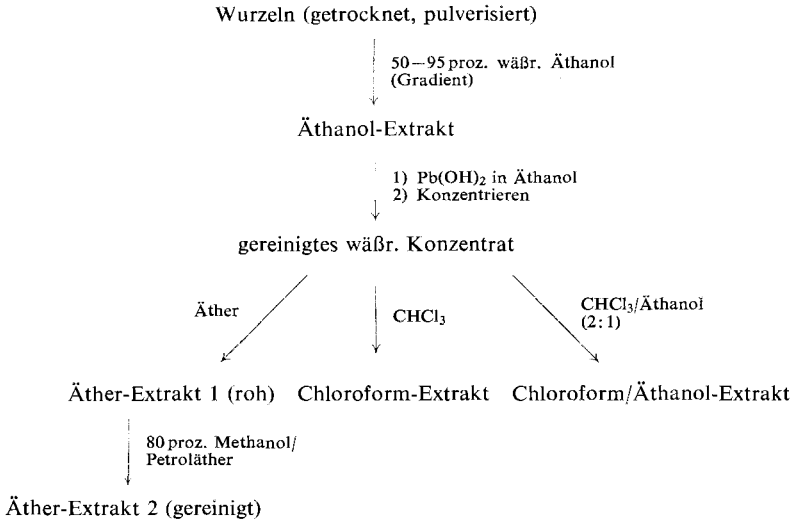 Wurzeln (getrocknet, pulverisiert)
50–95 proz. wäßr. Äthanol
(Gradient)
Äthanol-Extrakt
1) Pb(OH)₂ in Äthanol
2) Konzentrieren
gereinigtes wäßr. Konzentrat
Äther
CHCl₃
CHCl₃/Äthanol
(2:1)
Äther-Extrakt 1 (roh)
Chloroform-Extrakt
Chloroform/Äthanol-Extrakt
80 proz. Methanol/
Petroläther
Äther-Extrakt 2 (gereinigt)